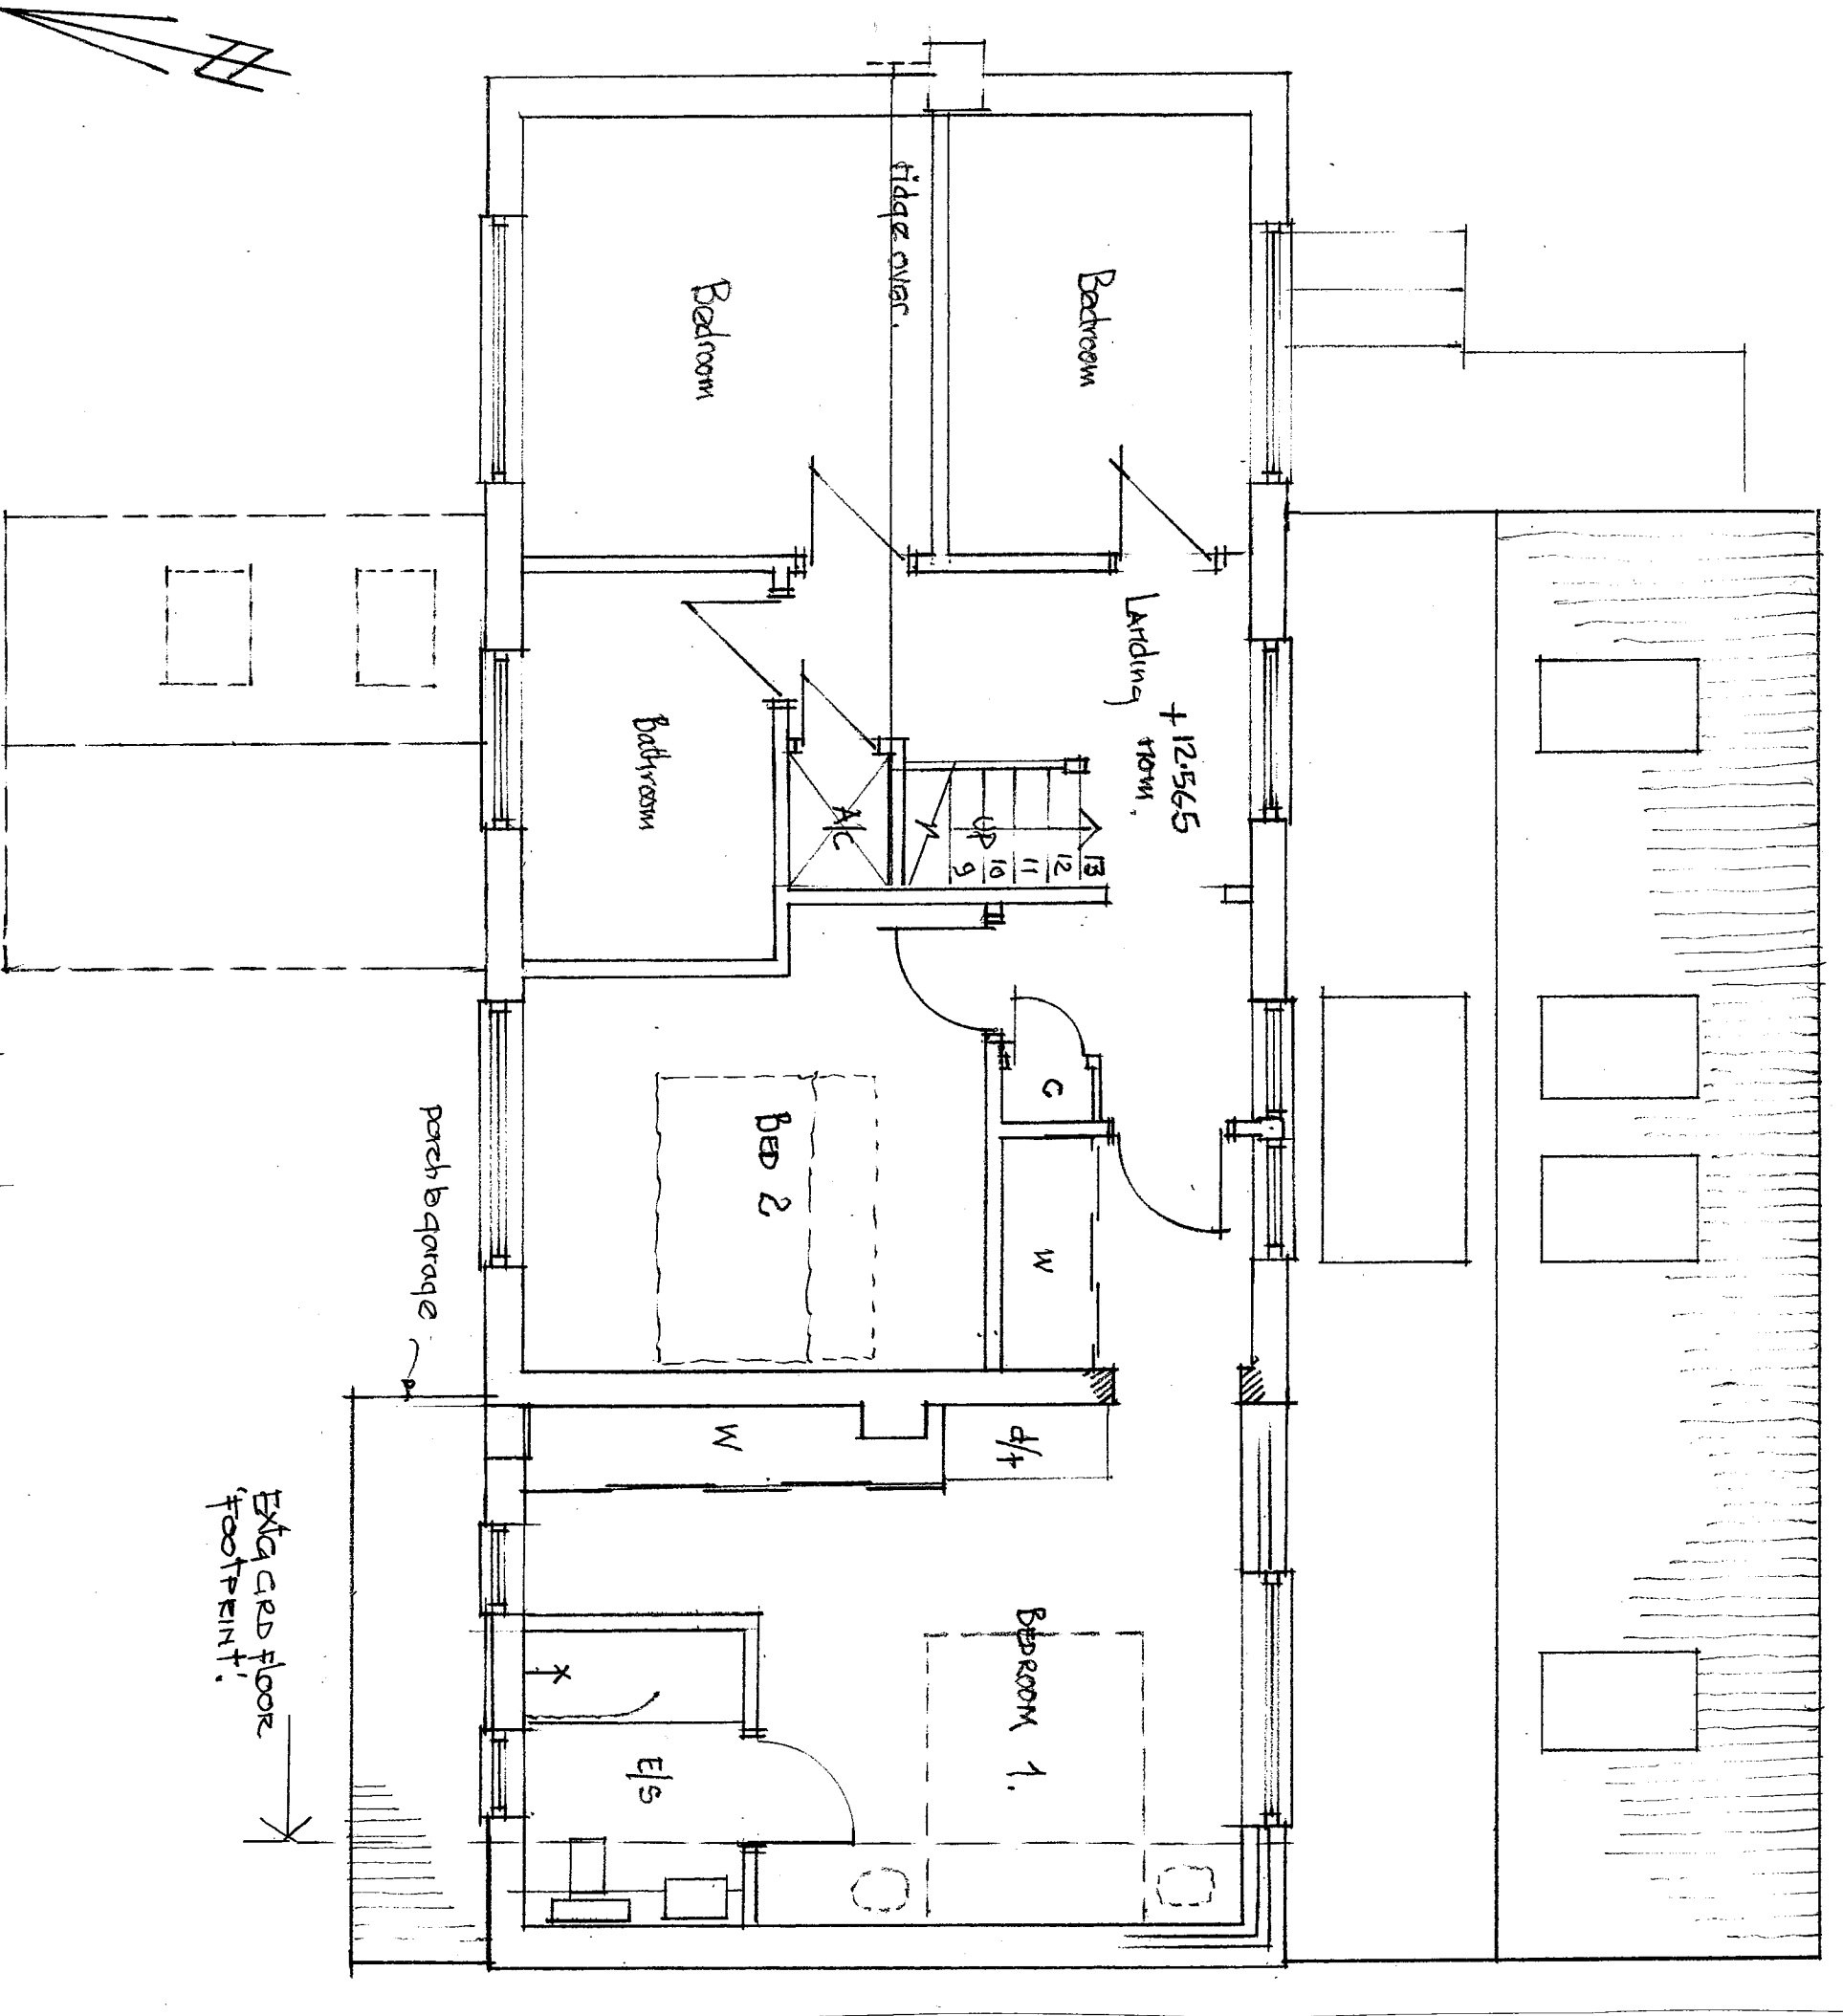 N
ridge over.
Bedroom
Bedroom
Landing
+12.565
nom.
UP
9
10
11
12
13
A/C
Bathroom
C
W
BED 2
porch & garage
W
d/t
BEDROOM 1.
E/S
EXtG GRD Floor
'FOOTPRINT'.